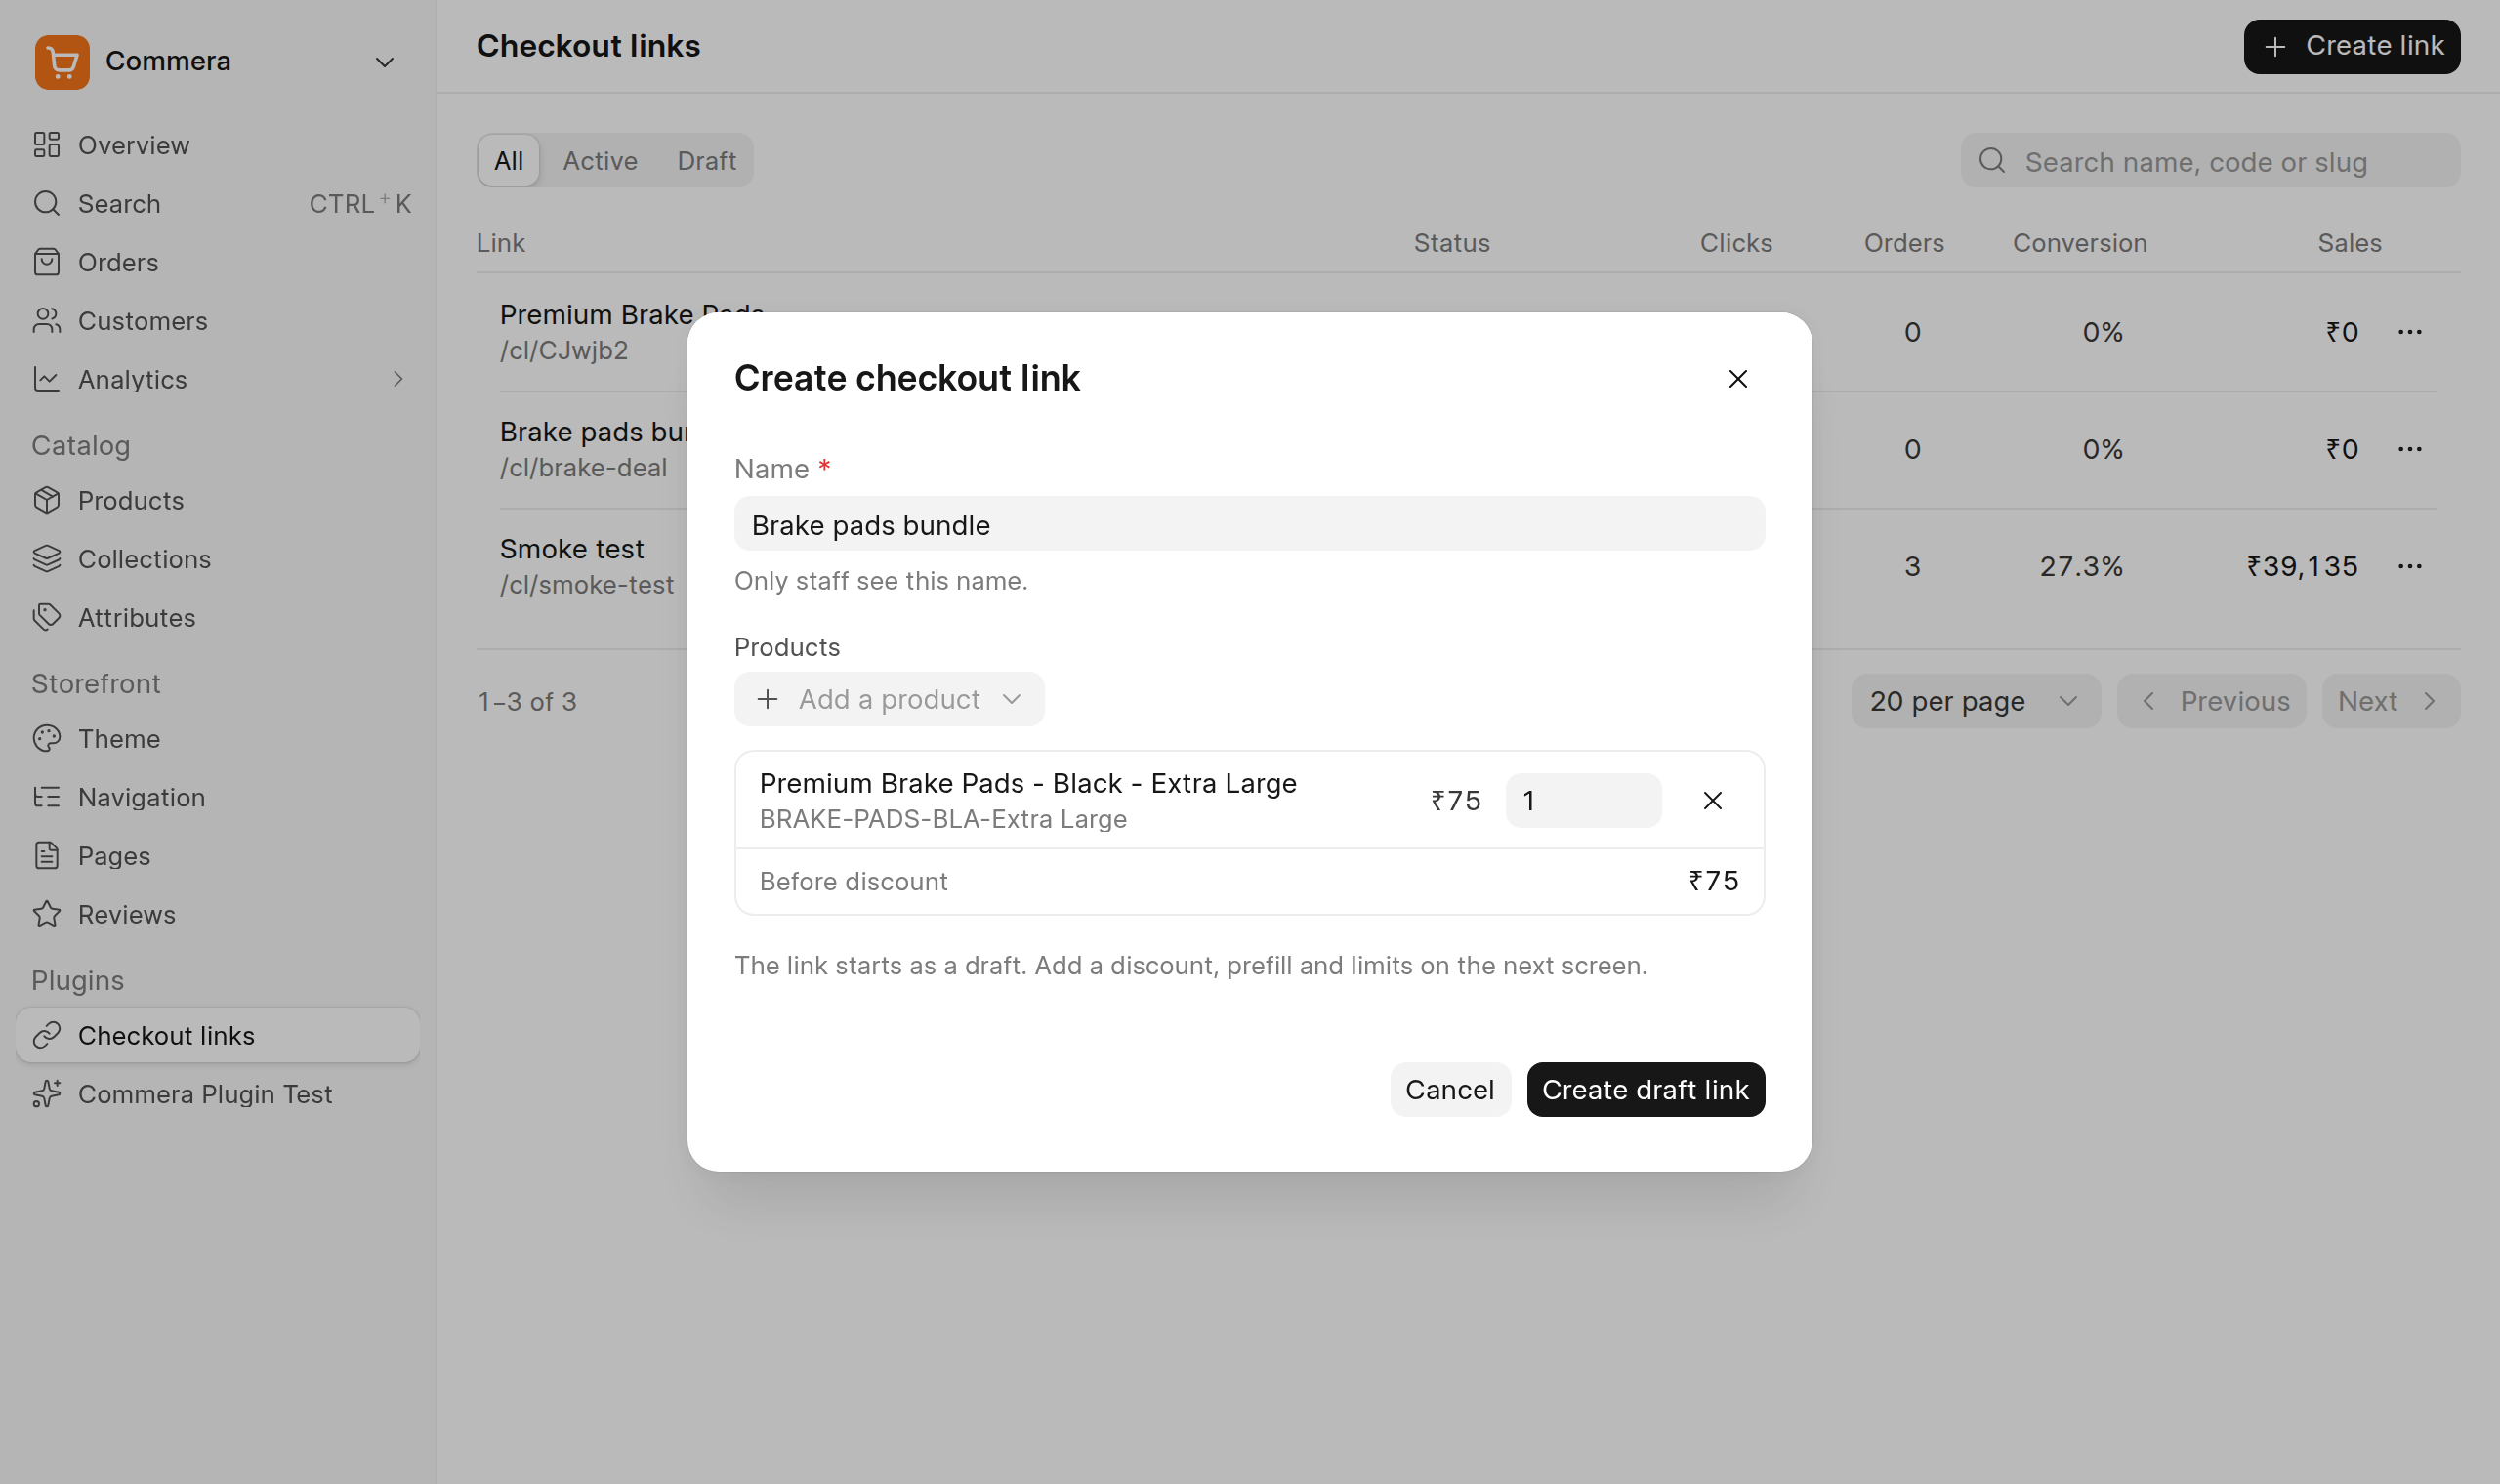 Commera
Overview
Search CTRL + K
Orders
Customers
Analytics
Catalog
Products
Collections
Attributes
Storefront
Theme
Navigation
Pages
Reviews
Plugins
Checkout links
Commera Plugin Test
Checkout links
Create link
All Active Draft
Search name, code or slug
Link Status Clicks Orders Conversion Sales
Premium Brake Pads
/cl/CJwjb2
0 0% ₹0
Brake pads
/cl/brake-deal
0 0% ₹0
Smoke test
/cl/smoke-test
3 27.3% ₹39,135
1–3 of 3
20 per page Previous Next
Create checkout link
Name *
Brake pads bundle
Only staff see this name.
Products
Add a product
Premium Brake Pads - Black - Extra Large
BRAKE-PADS-BLA-Extra Large
₹75 1
Before discount ₹75
The link starts as a draft. Add a discount, prefill and limits on the next screen.
Cancel Create draft link